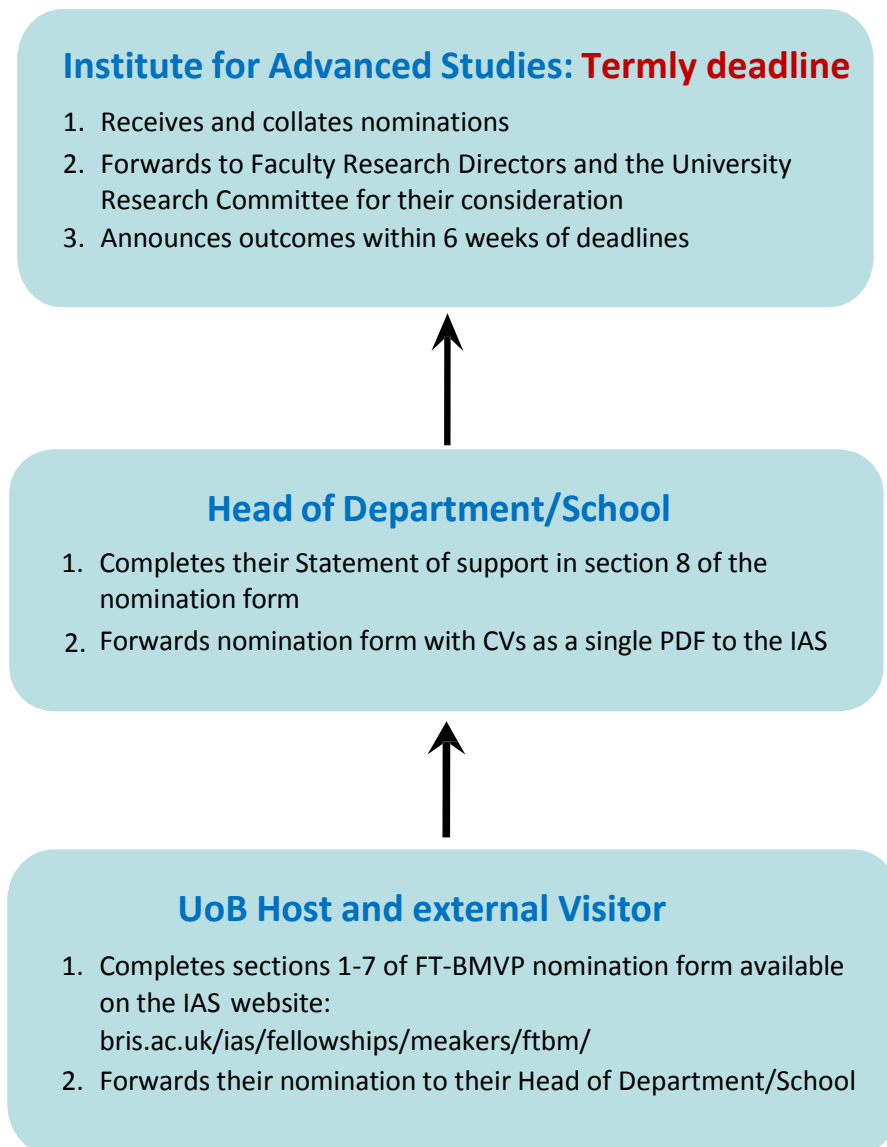 Institute for Advanced Studies: Termly deadline
1. Receives and collates nominations
2. Forwards to Faculty Research Directors and the University
Research Committee for their consideration
3. Announces outcomes within 6 weeks of deadlines
Head of Department/School
1. Completes their Statement of support in section 8 of the
nomination form
2. Forwards nomination form with CVs as a single PDF to the IAS
UoB Host and external Visitor
1. Completes sections 1-7 of FT-BMVP nomination form available
on the IAS website:
bris.ac.uk/ias/fellowships/meakers/ftbm/
2. Forwards their nomination to their Head of Department/School